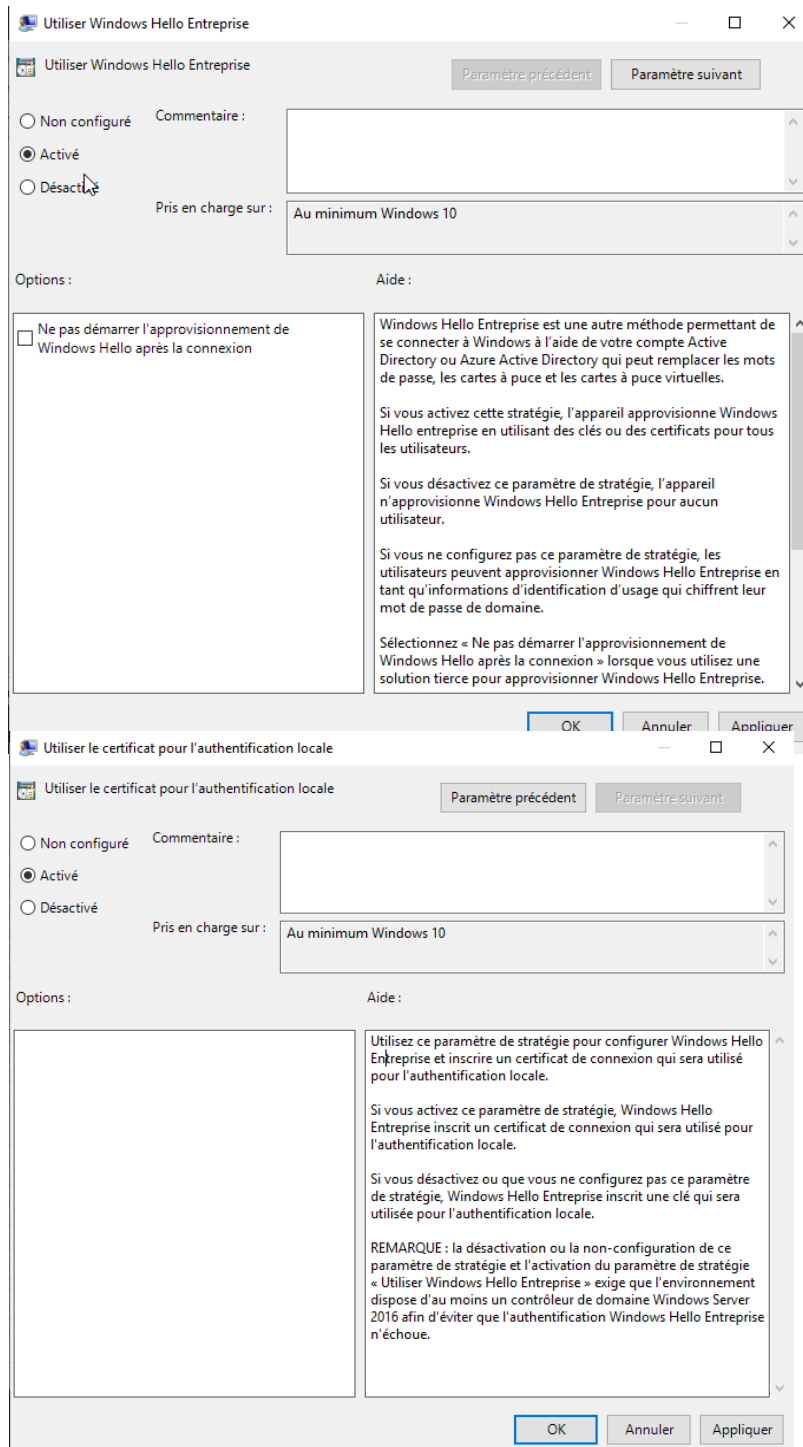 Utiliser Windows Hello Entreprise
Utiliser Windows Hello Entreprise
Paramètre précédent
Paramètre suivant
Non configuré
Commentaire :
Activé
Désactivé
Pris en charge sur :
Au minimum Windows 10
Options :
Aide :
Ne pas démarrer l'approvisionnement de
Windows Hello après la connexion
Windows Hello Entreprise est une autre méthode permettant de
se connecter à Windows à l'aide de votre compte Active
Directory ou Azure Active Directory qui peut remplacer les mots
de passe, les cartes à puce et les cartes à puce virtuelles.
Si vous activez cette stratégie, l'appareil approvisionne Windows
Hello entreprise en utilisant des clés ou des certificats pour tous
les utilisateurs.
Si vous désactivez ce paramètre de stratégie, l'appareil
n'approvisionne Windows Hello Entreprise pour aucun
utilisateur.
Si vous ne configurez pas ce paramètre de stratégie, les
utilisateurs peuvent approvisionner Windows Hello Entreprise en
tant qu'informations d'identification d'usage qui chiffrent leur
mot de passe de domaine.
Sélectionnez « Ne pas démarrer l'approvisionnement de
Windows Hello après la connexion » lorsque vous utilisez une
solution tierce pour approvisionner Windows Hello Entreprise.
OK
Annuler
Appliquer
Utiliser le certificat pour l'authentification locale
Utiliser le certificat pour l'authentification locale
Paramètre précédent
Paramètre suivant
Non configuré
Commentaire :
Activé
Désactivé
Pris en charge sur :
Au minimum Windows 10
Options :
Aide :
Utilisez ce paramètre de stratégie pour configurer Windows Hello
Entreprise et inscrire un certificat de connexion qui sera utilisé
pour l'authentification locale.
Si vous activez ce paramètre de stratégie, Windows Hello
Entreprise inscrit un certificat de connexion qui sera utilisé pour
l'authentification locale.
Si vous désactivez ou que vous ne configurez pas ce paramètre
de stratégie, Windows Hello Entreprise inscrit une clé qui sera
utilisée pour l'authentification locale.
REMARQUE : la désactivation ou la non-configuration de ce
paramètre de stratégie et l'activation du paramètre de stratégie
« Utiliser Windows Hello Entreprise » exige que l'environnement
dispose d'au moins un contrôleur de domaine Windows Server
2016 afin d'éviter que l'authentification Windows Hello Entreprise
n'échoue.
OK
Annuler
Appliquer